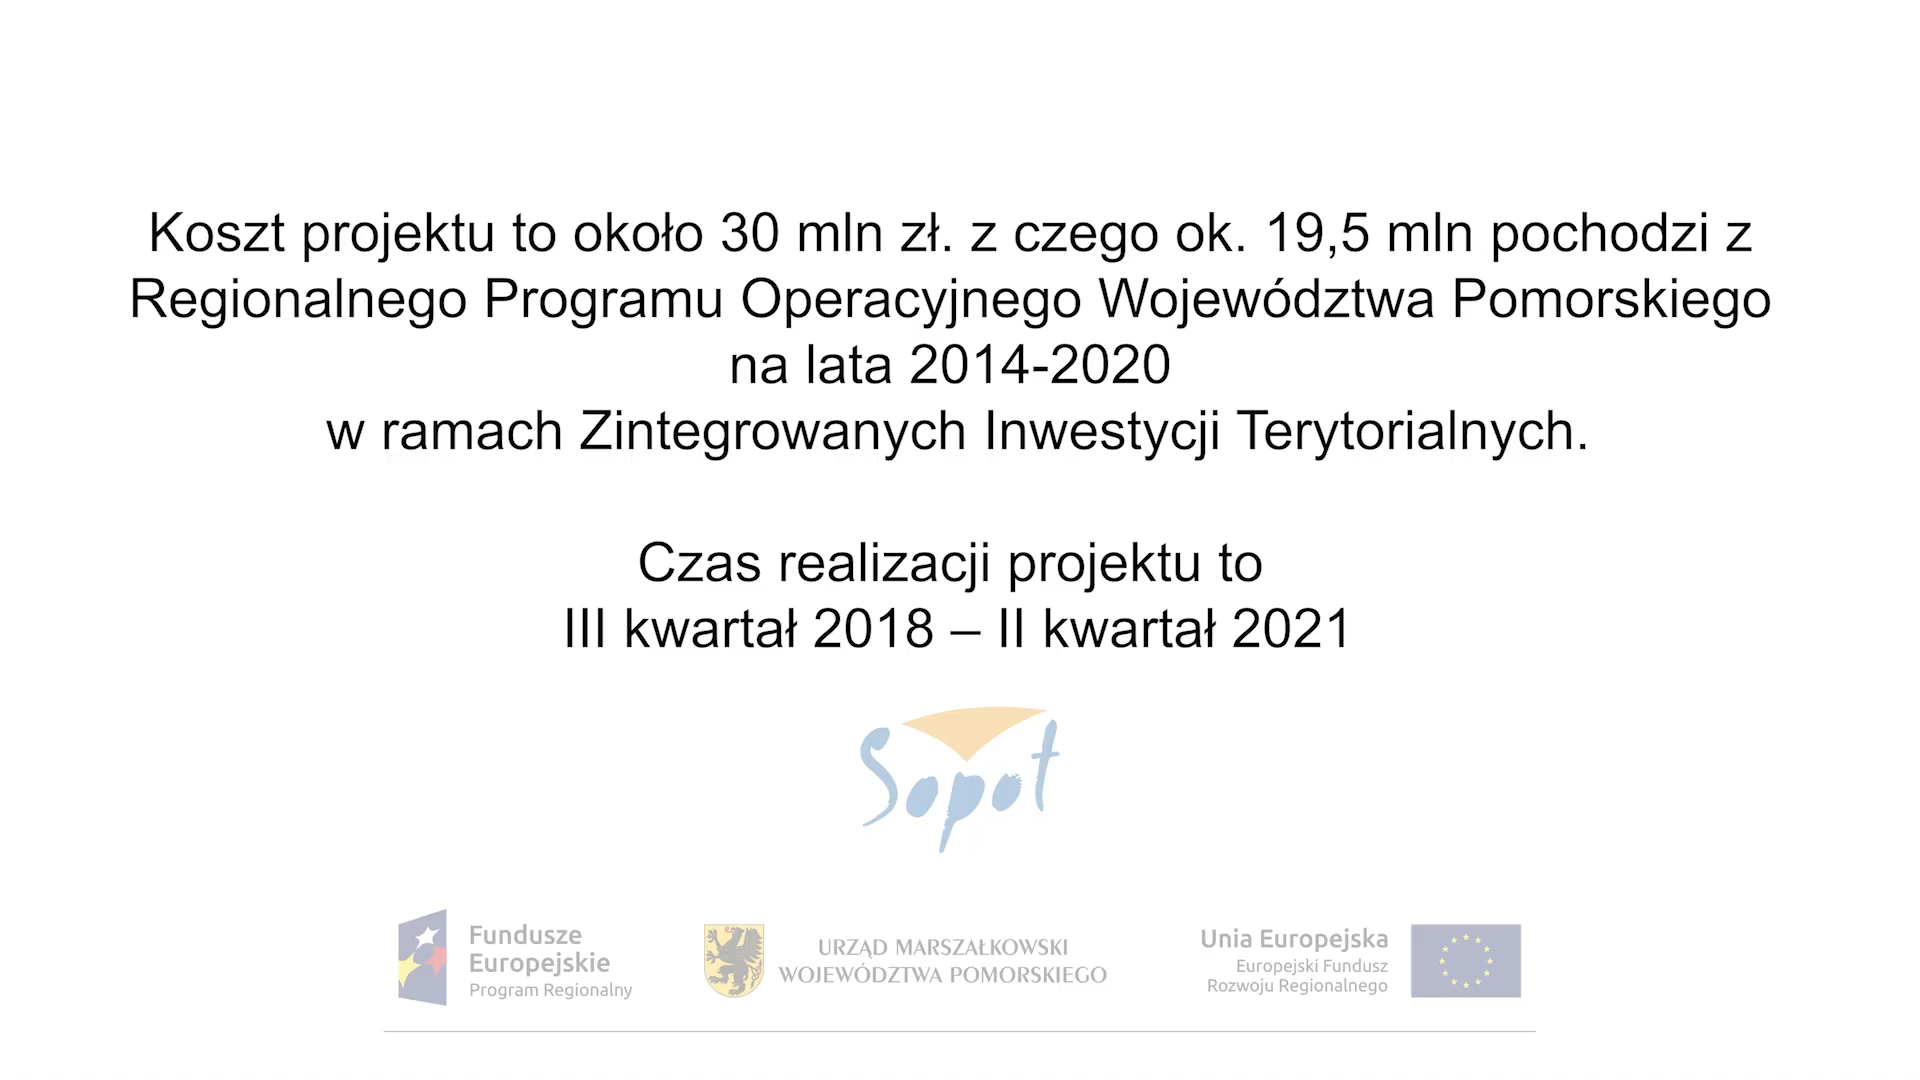 Koszt projektu to około 30 mln zł. z czego ok. 19,5 mln pochodzi z
Regionalnego Programu Operacyjnego Województwa Pomorskiego
na lata 2014-2020
w ramach Zintegrowanych Inwestycji Terytorialnych.
Czas realizacji projektu to
III kwartał 2018 – II kwartał 2021
Sopot
Fundusze
Europejskie
Program Regionalny
URZĄD MARSZAŁKOWSKI
WOJEWÓDZTWA POMORSKIEGO
Unia Europejska
Europejski Fundusz
Rozwoju Regionalnego